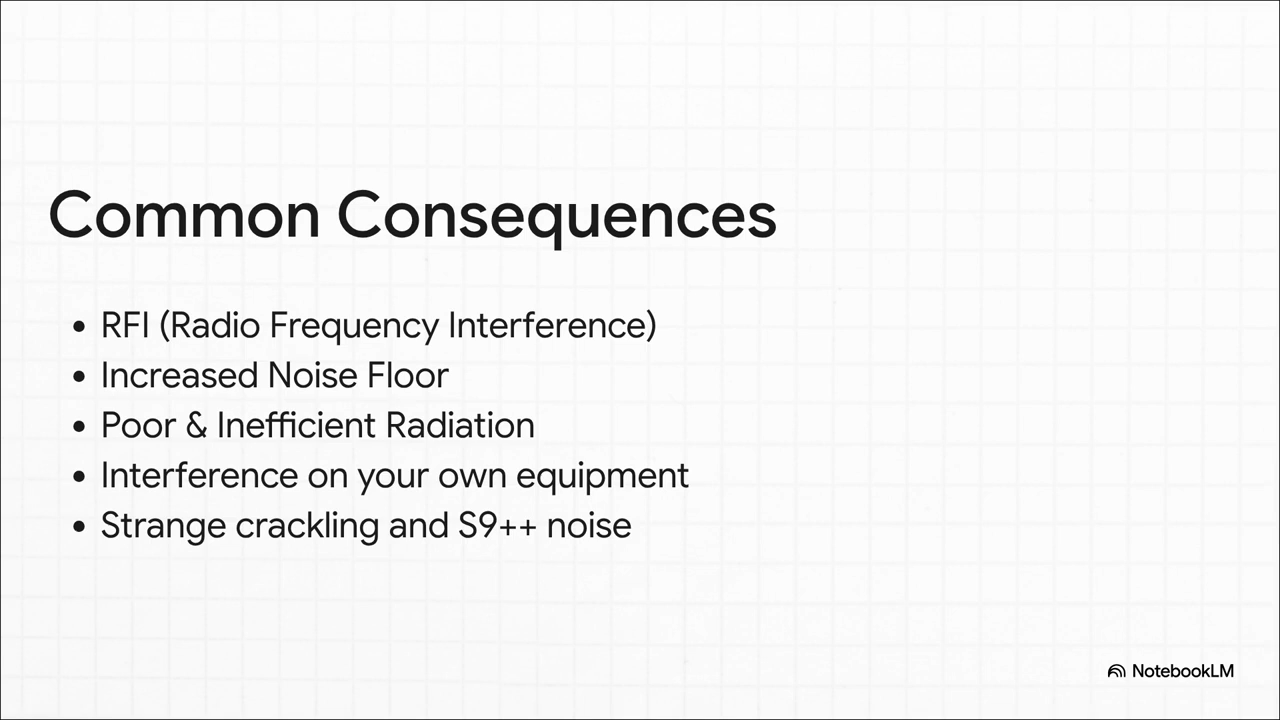 Common Consequences
• RFI (Radio Frequency Interference)
• Increased Noise Floor
• Poor & Inefficient Radiation
• Interference on your own equipment
• Strange crackling and S9++ noise
NotebookLM